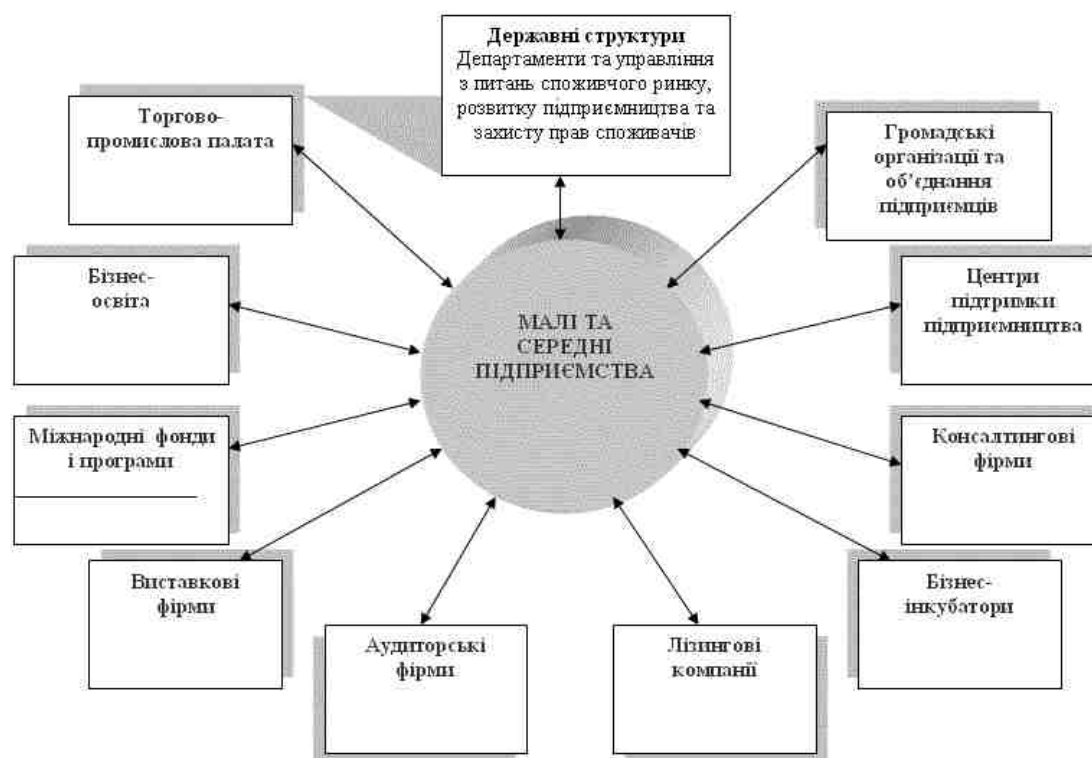 Державні структури
Департаменти та управління
з питань споживчого ринку,
розвитку підприємництва та
захисту прав споживачів
Торгово-
промислова палата
Громадські
організації та
об’єднання
підприємців
Бізнес-
освіта
Центри
підтримки
підприємництва
МАЛІ ТА
СЕРЕДНІ
ПІДПРИЄМСТВА
Міжнародні фонди
і програми
Консалтингові
фірми
Виставкові
фірми
Бізнес-
інкубатори
Аудиторські
фірми
Лізингові
компанії